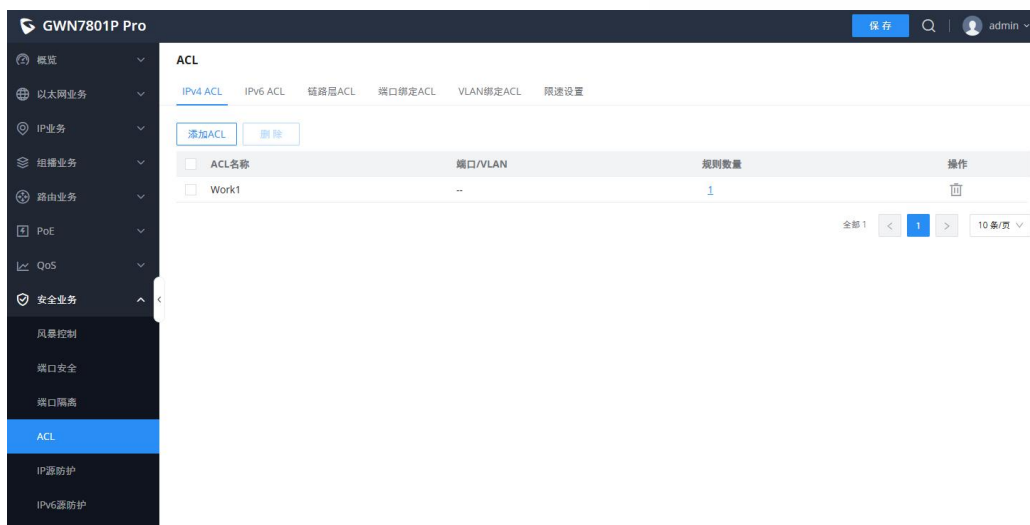 GWN7801P Pro
保存
admin
概览
以太网业务
IP业务
组播业务
路由业务
PoE
QoS
安全业务
风暴控制
端口安全
端口隔离
ACL
IP源防护
IPv6源防护
ACL
IPv4 ACL IPv6 ACL 链路层ACL 端口绑定ACL VLAN绑定ACL 限速设置
添加ACL 删除
ACL名称 端口/VLAN 规则数量 操作
Work1 -- 1
全部 1 < 1 > 10 条/页